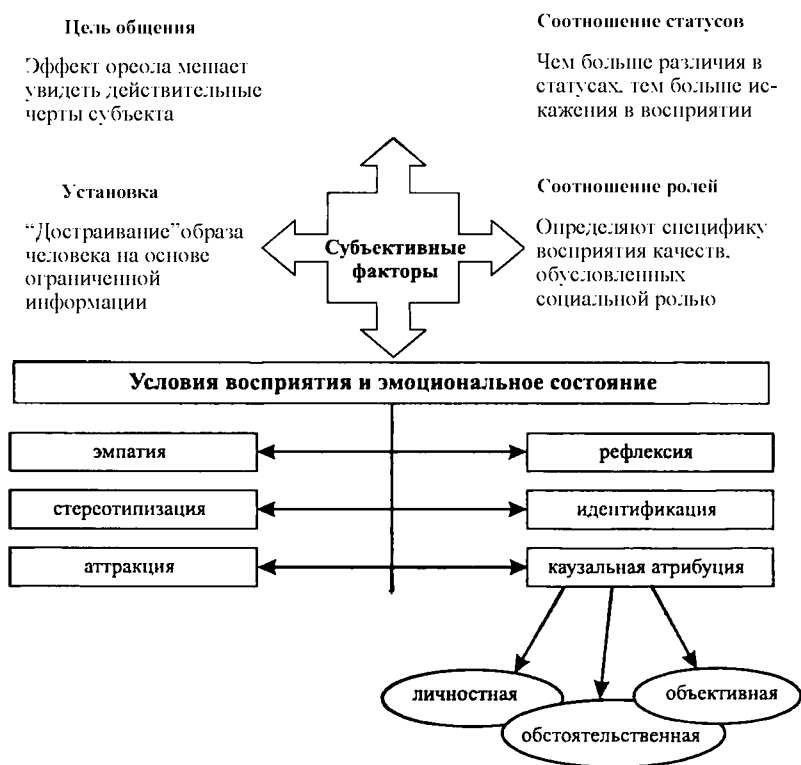 Цель общения
Эффект ореола мешает
увидеть действительные
черты субъекта
Соотношение статусов
Чем больше различия в
статусах, тем больше ис-
кажения в восприятии
Установка
“Достраивание”образа
человека на основе
ограниченной
информации
Субъективные
факторы
Соотношение ролей
Определяют специфику
восприятия качеств,
обусловленных
социальной ролью
Условия восприятия и эмоциональное состояние
эмпатия
рефлексия
стереотипизация
идентификация
аттракция
каузальная атрибуция
личностная
объективная
обстоятельственная